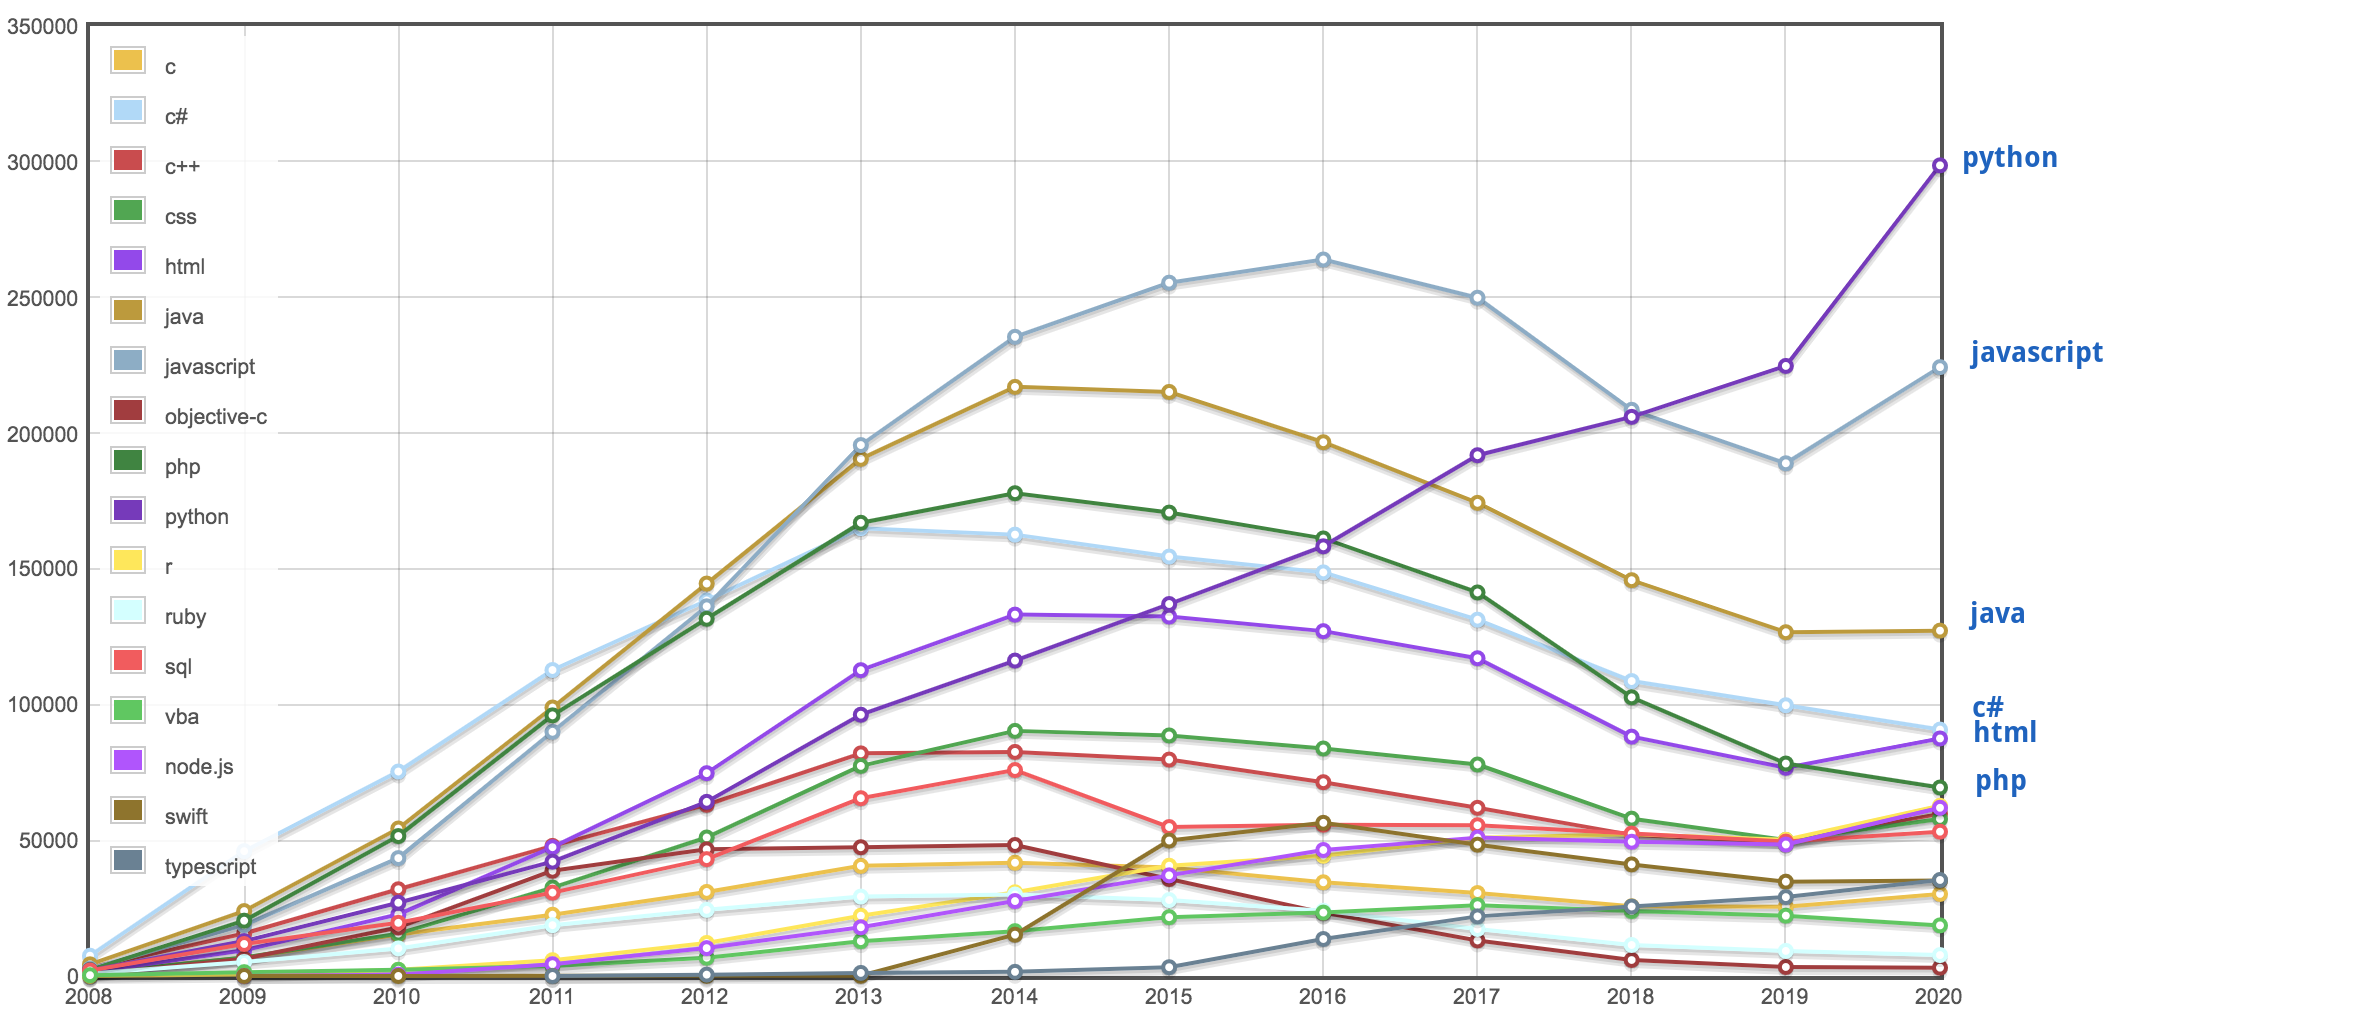 350000
300000
250000
200000
150000
100000
50000
0
c
c#
c++
css
html
java
javascript
objective-c
php
python
r
ruby
sql
vba
node.js
swift
typescript
python
javascript
java
c#
html
php
2008 2009 2010 2011 2012 2013 2014 2015 2016 2017 2018 2019 2020